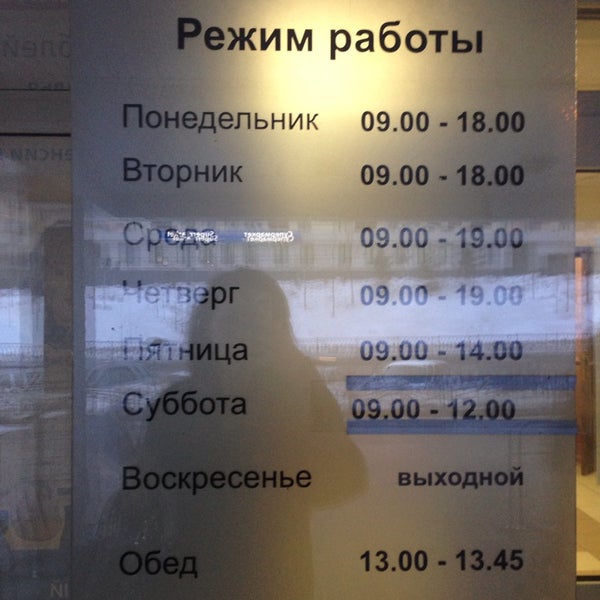 Режим работы
Понедельник 09.00 - 18.00
Вторник 09.00 - 18.00
Среда 09.00 - 19.00
Четверг 09.00 - 19.00
Пятница 09.00 - 14.00
Суббота 09.00 - 12.00
Воскресенье выходной
Обед 13.00 - 13.45